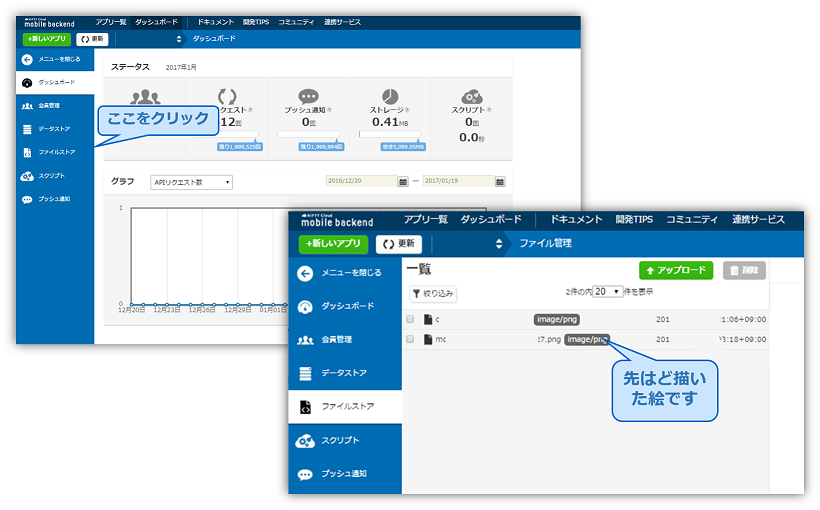 NIFTY Cloud
mobile backend
アプリ一覧 ダッシュボード ドキュメント 開発TIPS コミュニティ 連携サービス
+新しいアプリ 更新 ダッシュボード
メニューを閉じる
ダッシュボード
会員管理
データストア
ファイルストア
スクリプト
プッシュ通知
ステータス 2017年1月
クエスト プッシュ通知 ストレージ スクリプト
12回 0回 0.41MB 0回
0.0秒
残り1,999,525回 残り1,999,994回 空き5,096.05MB
ここをクリック
グラフ APIリクエスト数 2016/12/20 ー 2017/01/19
1
0
12月20日 12月23日 12月26日 12月29日 01月01日
NIFTY Cloud
mobile backend
アプリ一覧 ダッシュボード ドキュメント 開発TIPS コミュニティ 連携サービス
+新しいアプリ 更新 ファイル管理
メニューを閉じる
ダッシュボード
会員管理
データストア
ファイルストア
スクリプト
プッシュ通知
一覧 アップロード 削除
絞り込み 2件の内 20 件を表示
c image/png 201 1:06+09:00
mc 27.png image/png 201 3:18+09:00
先ほど描い
た絵です